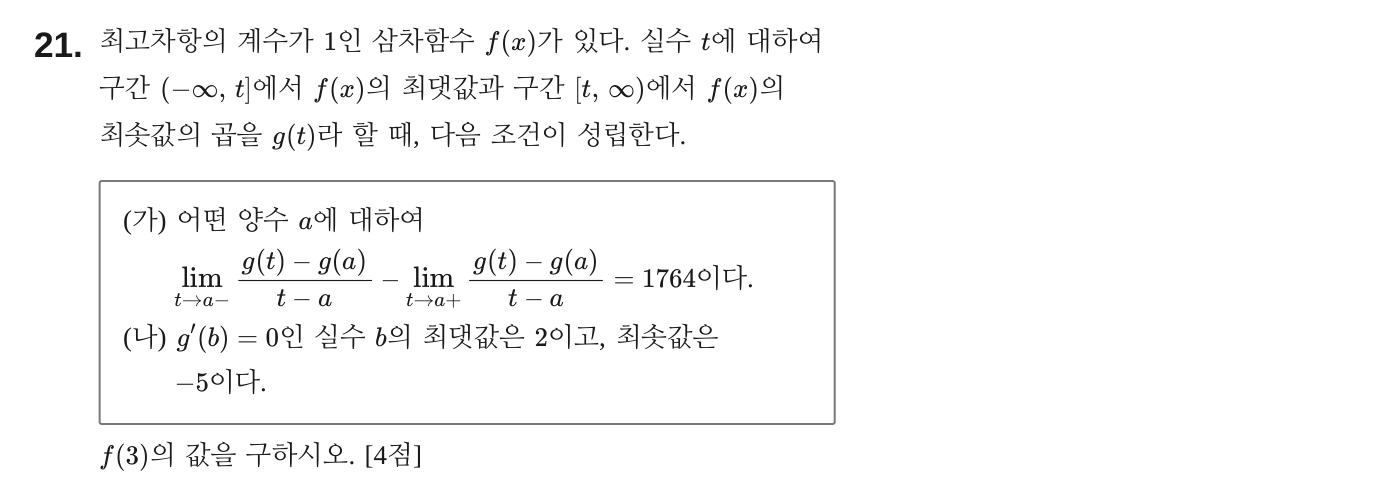 21. 최고차항의 계수가 1인 삼차함수 f(x)가 있다. 실수 t에 대하여
구간 (−∞, t]에서 f(x)의 최댓값과 구간 [t, ∞)에서 f(x)의
최솟값의 곱을 g(t)라 할 때, 다음 조건이 성립한다.
(가) 어떤 양수 a에 대하여
lim_{t→a−} (g(t) − g(a))/(t − a) − lim_{t→a+} (g(t) − g(a))/(t − a) = 1764이다.
(나) g′(b) = 0인 실수 b의 최댓값은 2이고, 최솟값은
−5이다.
f(3)의 값을 구하시오. [4점]